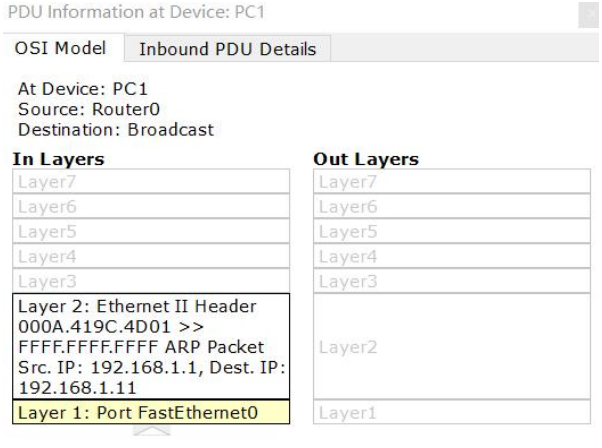 PDU Information at Device: PC1
OSI Model
Inbound PDU Details
At Device: PC1
Source: Router0
Destination: Broadcast
In Layers
Out Layers
Layer7
Layer7
Layer6
Layer6
Layer5
Layer5
Layer4
Layer4
Layer3
Layer3
Layer 2: Ethernet II Header
000A.419C.4D01 >>
FFFF.FFFF.FFFF ARP Packet
Src. IP: 192.168.1.1, Dest. IP:
192.168.1.11
Layer2
Layer 1: Port FastEthernet0
Layer1